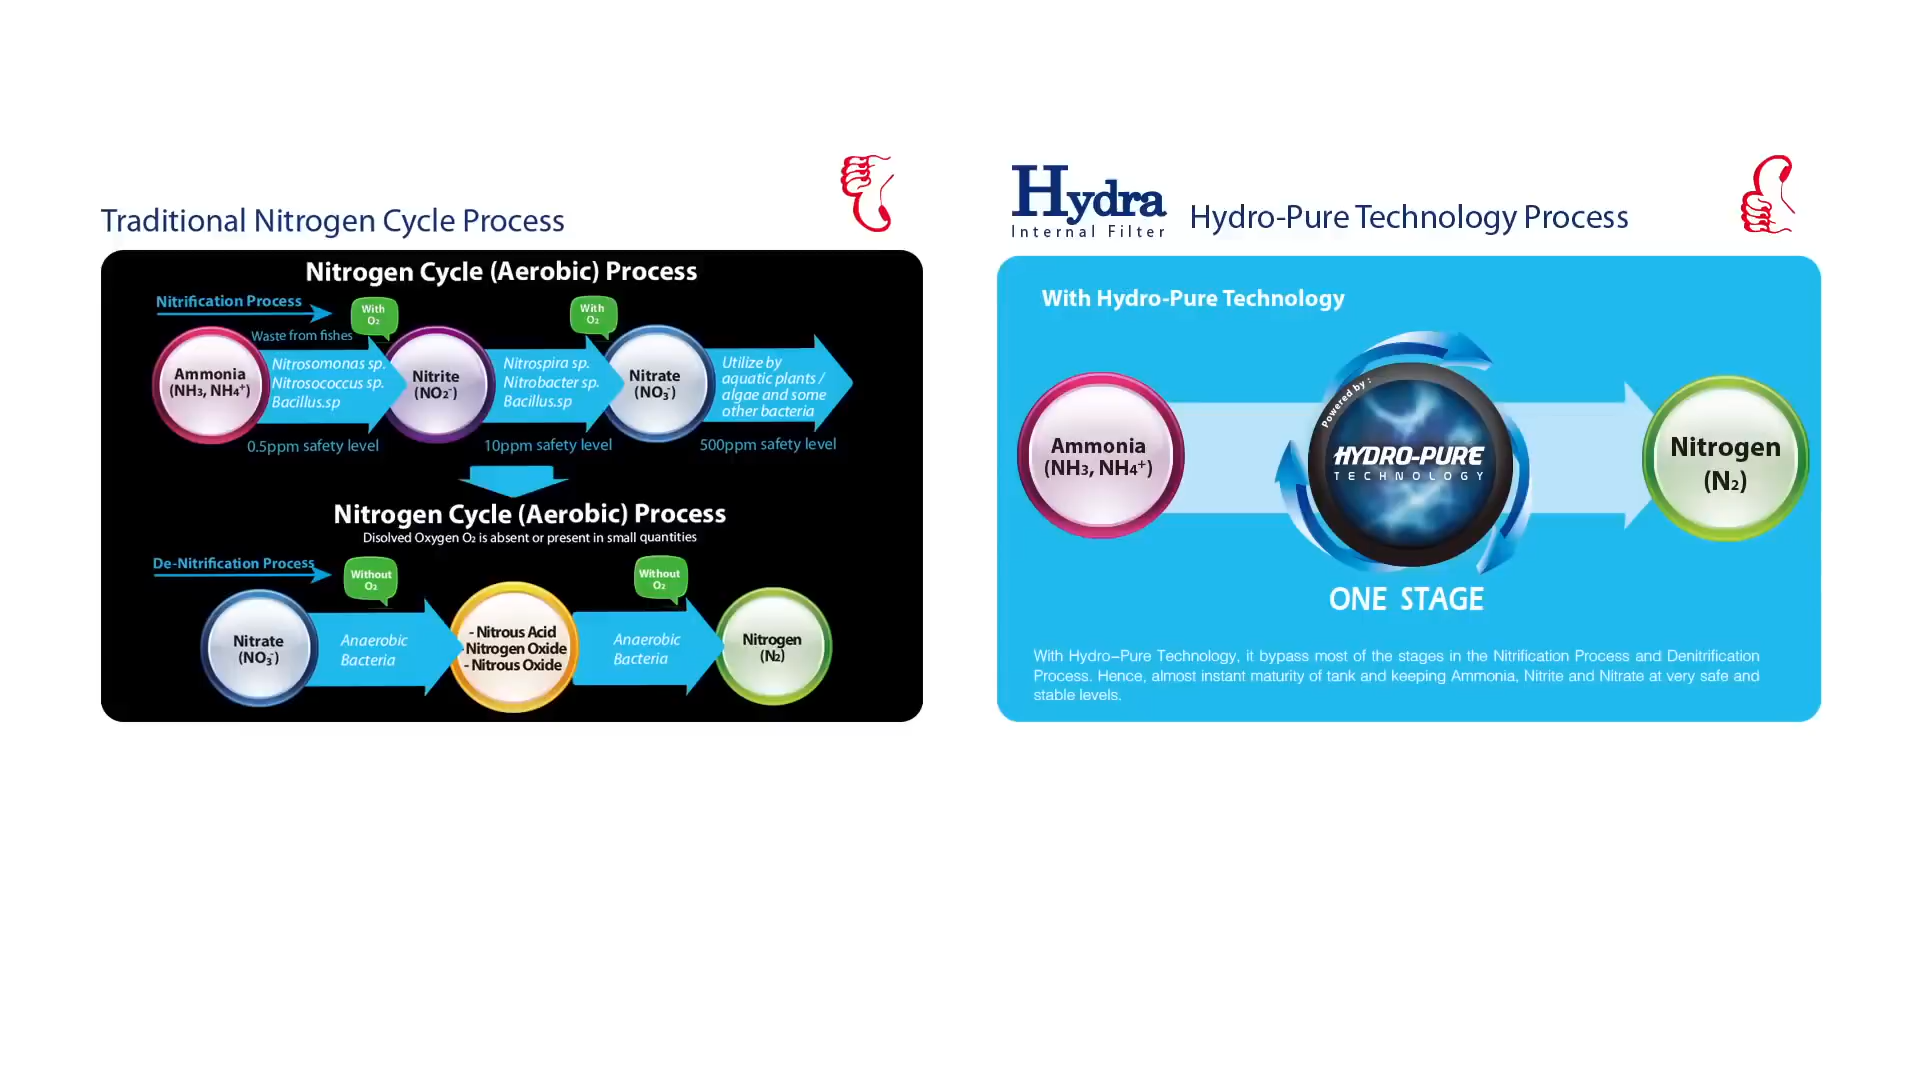 Traditional Nitrogen Cycle Process
Nitrogen Cycle (Aerobic) Process
Nitrification Process
With
O₂
With
O₂
Waste from fishes
Ammonia
(NH₃, NH₄⁺)
Nitrosomonas sp.
Nitrosococcus sp.
Bacillus.sp
Nitrite
(NO₂⁻)
Nitrospira sp.
Nitrobacter sp.
Bacillus.sp
Nitrate
(NO₃⁻)
Utilize by
aquatic plants /
algae and some
other bacteria
0.5ppm safety level
10ppm safety level
500ppm safety level
Nitrogen Cycle (Aerobic) Process
Disolved Oxygen O₂ is absent or present in small quantities
De-Nitrification Process
Without
O₂
Without
O₂
Nitrate
(NO₃⁻)
Anaerobic
Bacteria
- Nitrous Acid
- Nitrogen Oxide
- Nitrous Oxide
Anaerobic
Bacteria
Nitrogen
(N₂)
Hydra
Internal Filter
Hydro-Pure Technology Process
With Hydro-Pure Technology
Ammonia
(NH₃, NH₄⁺)
Powered by :
HYDRO-PURE
TECHNOLOGY
Nitrogen
(N₂)
ONE STAGE
With Hydro-Pure Technology, it bypass most of the stages in the Nitrification Process and Denitrification
Process. Hence, almost instant maturity of tank and keeping Ammonia, Nitrite and Nitrate at very safe and
stable levels.